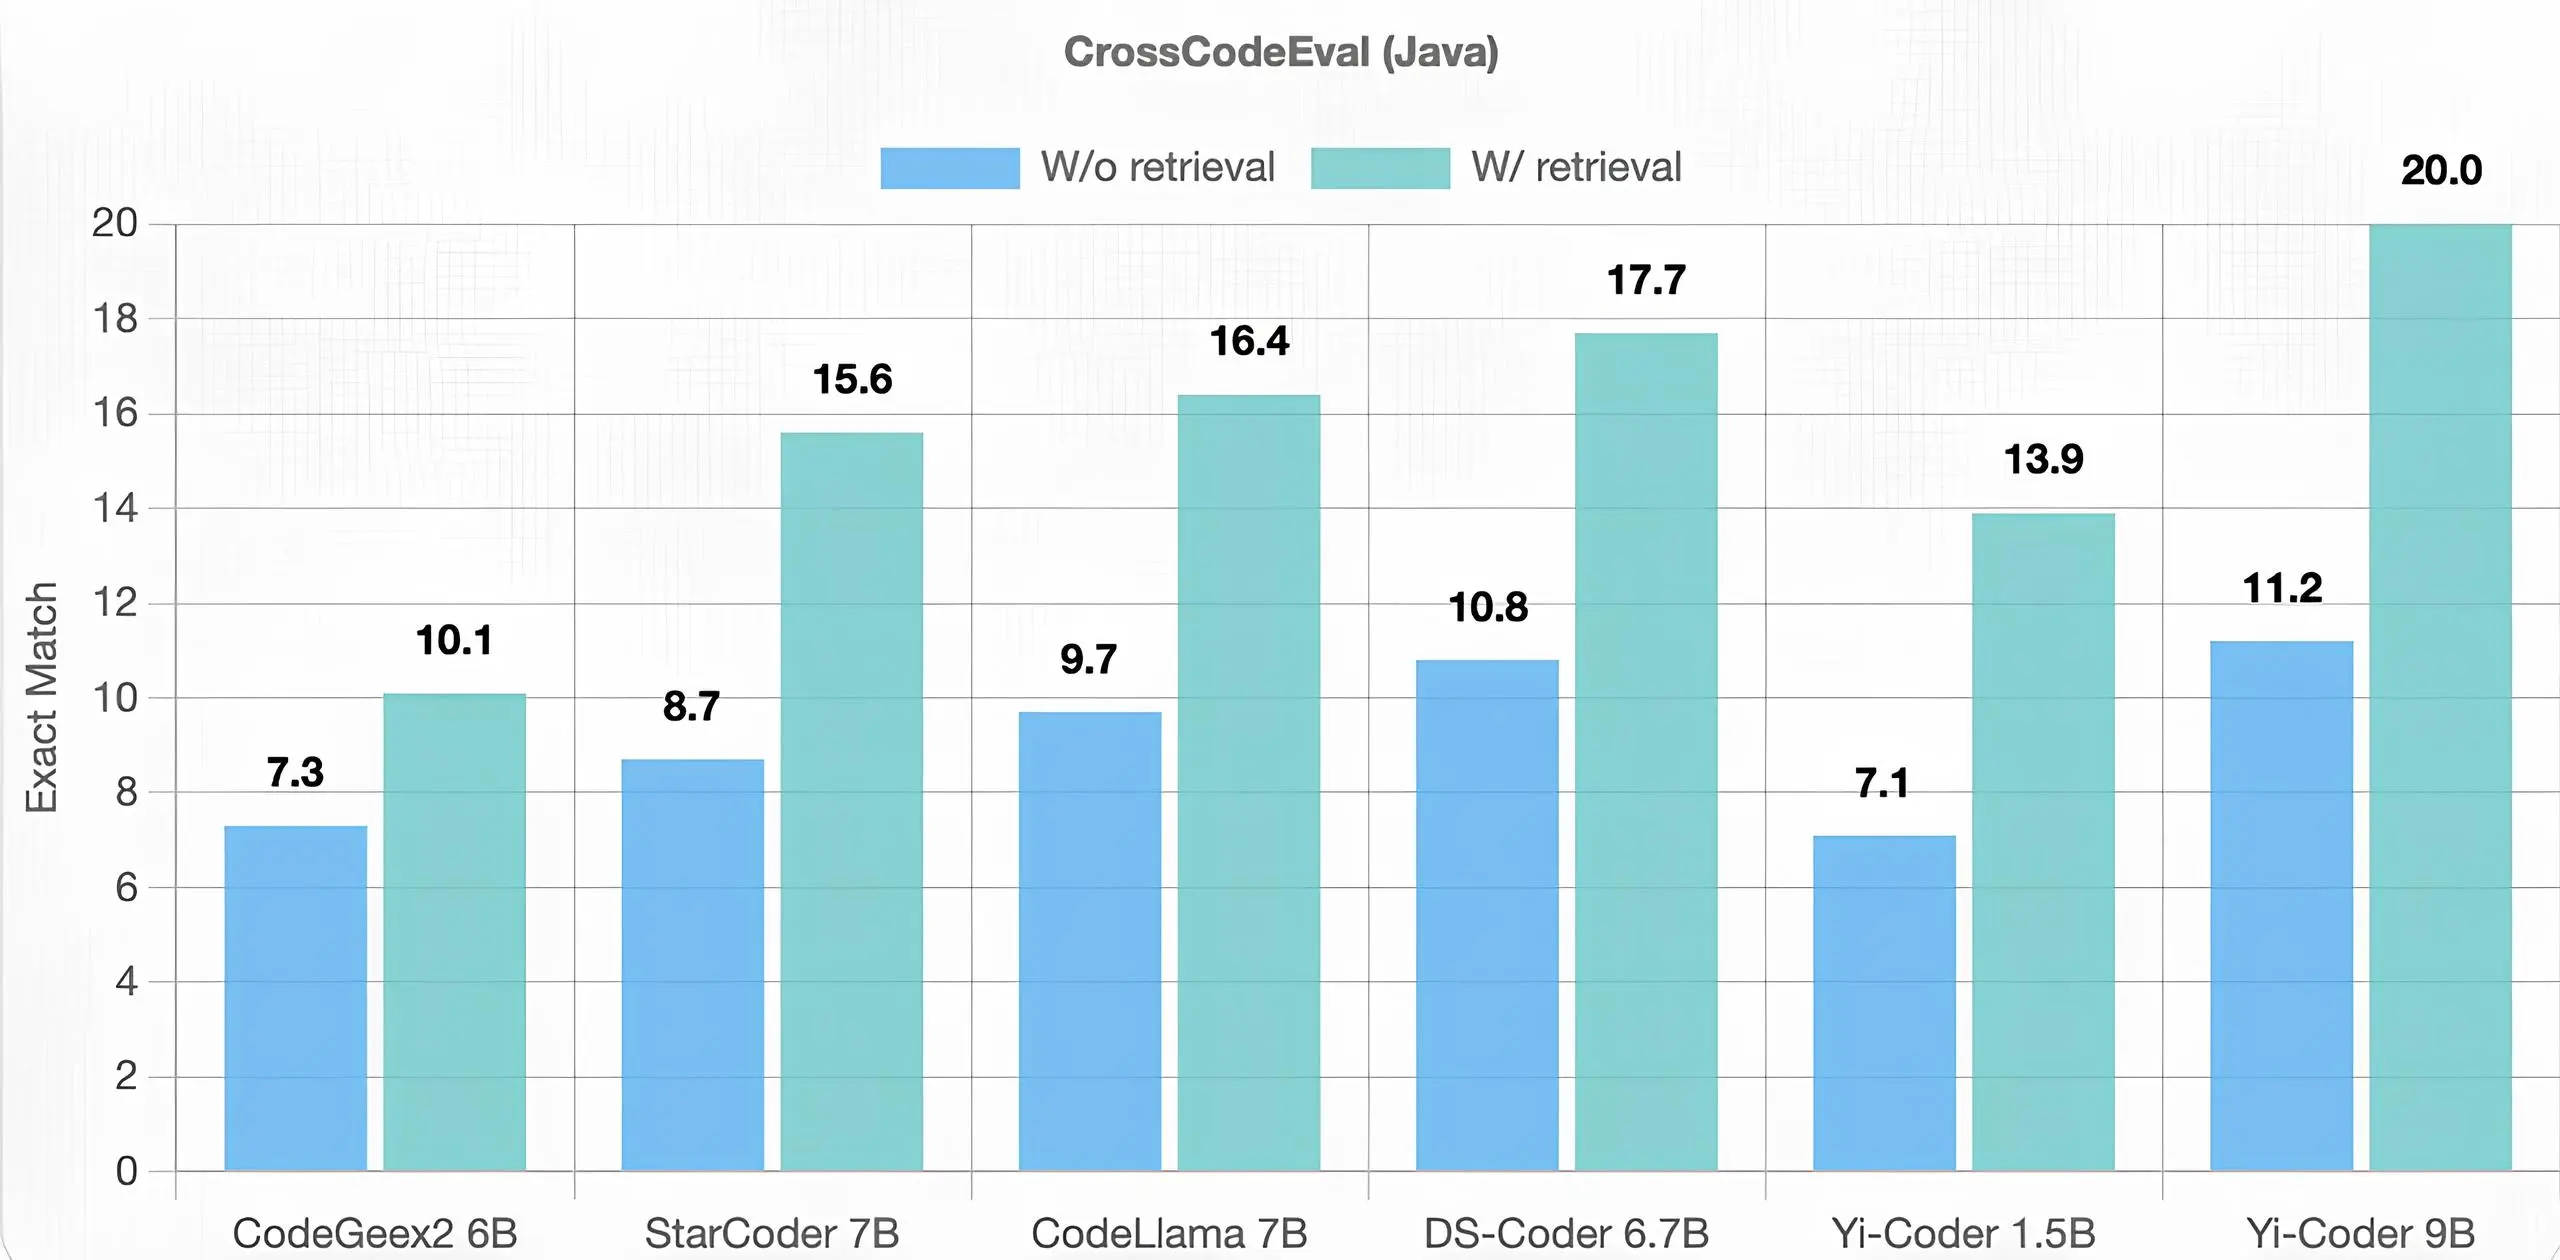 CrossCodeEval (Java)
W/o retrieval W/ retrieval
Exact Match
20
18
16
14
12
10
8
6
4
2
0
7.3
10.1
8.7
15.6
9.7
16.4
10.8
17.7
7.1
13.9
11.2
20.0
CodeGeex2 6B
StarCoder 7B
CodeLlama 7B
DS-Coder 6.7B
Yi-Coder 1.5B
Yi-Coder 9B